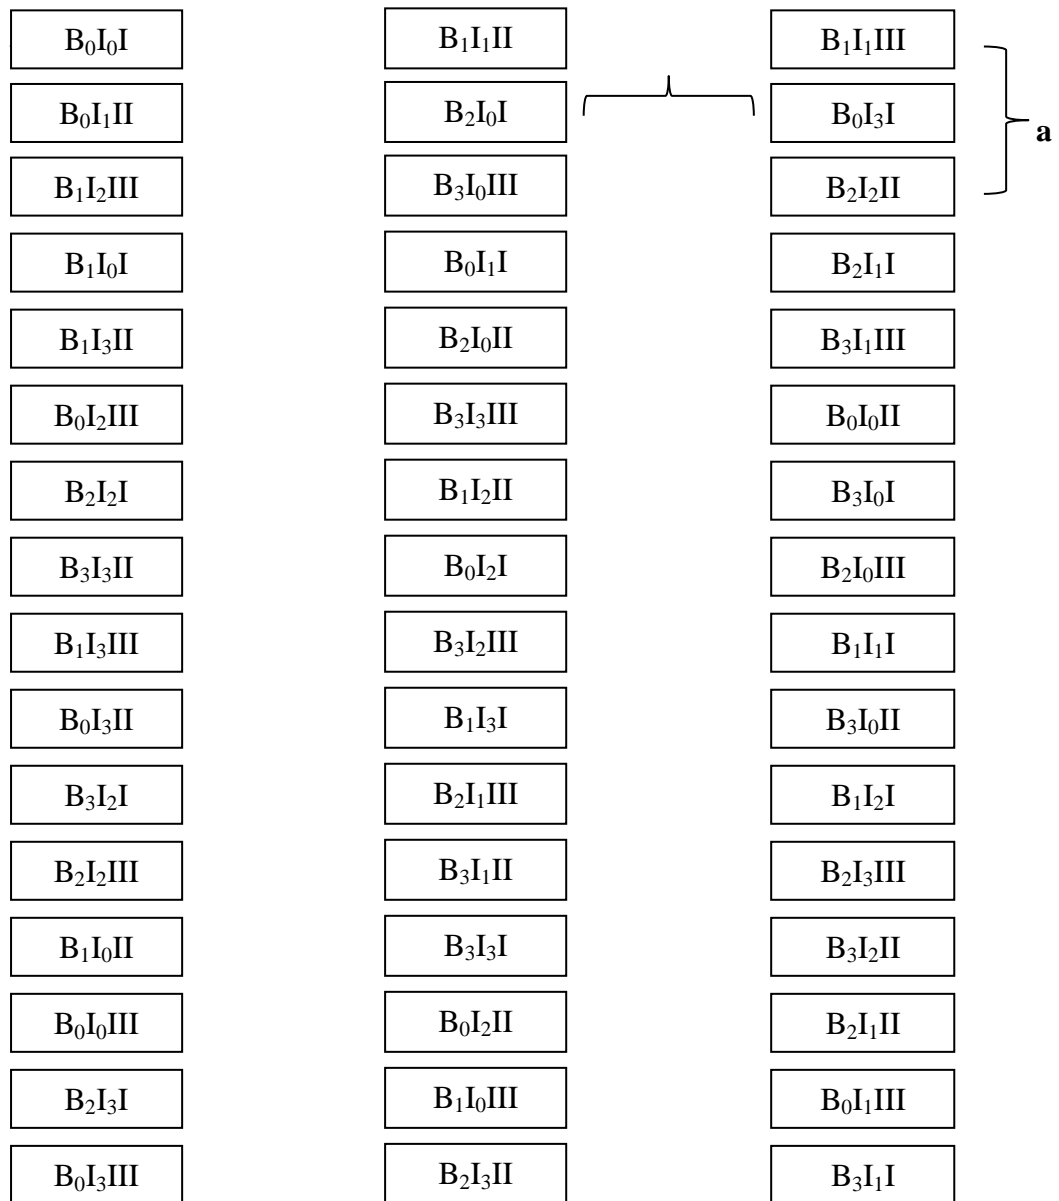 B₀I₀I B₁I₁II B₁I₁III
B₀I₁II B₂I₀I B₀I₃I a
B₁I₂III B₃I₀III B₂I₂II
B₁I₀I B₀I₁I B₂I₁I
B₁I₃II B₂I₀II B₃I₁III
B₀I₂III B₃I₃III B₀I₀II
B₂I₂I B₁I₂II B₃I₀I
B₃I₃II B₀I₂I B₂I₀III
B₁I₃III B₃I₂III B₁I₁I
B₀I₃II B₁I₃I B₃I₀II
B₃I₂I B₂I₁III B₁I₂I
B₂I₂III B₃I₁II B₂I₃III
B₁I₀II B₃I₃I B₃I₂II
B₀I₀III B₀I₂II B₂I₁II
B₂I₃I B₁I₀III B₀I₁III
B₀I₃III B₂I₃II B₃I₁I